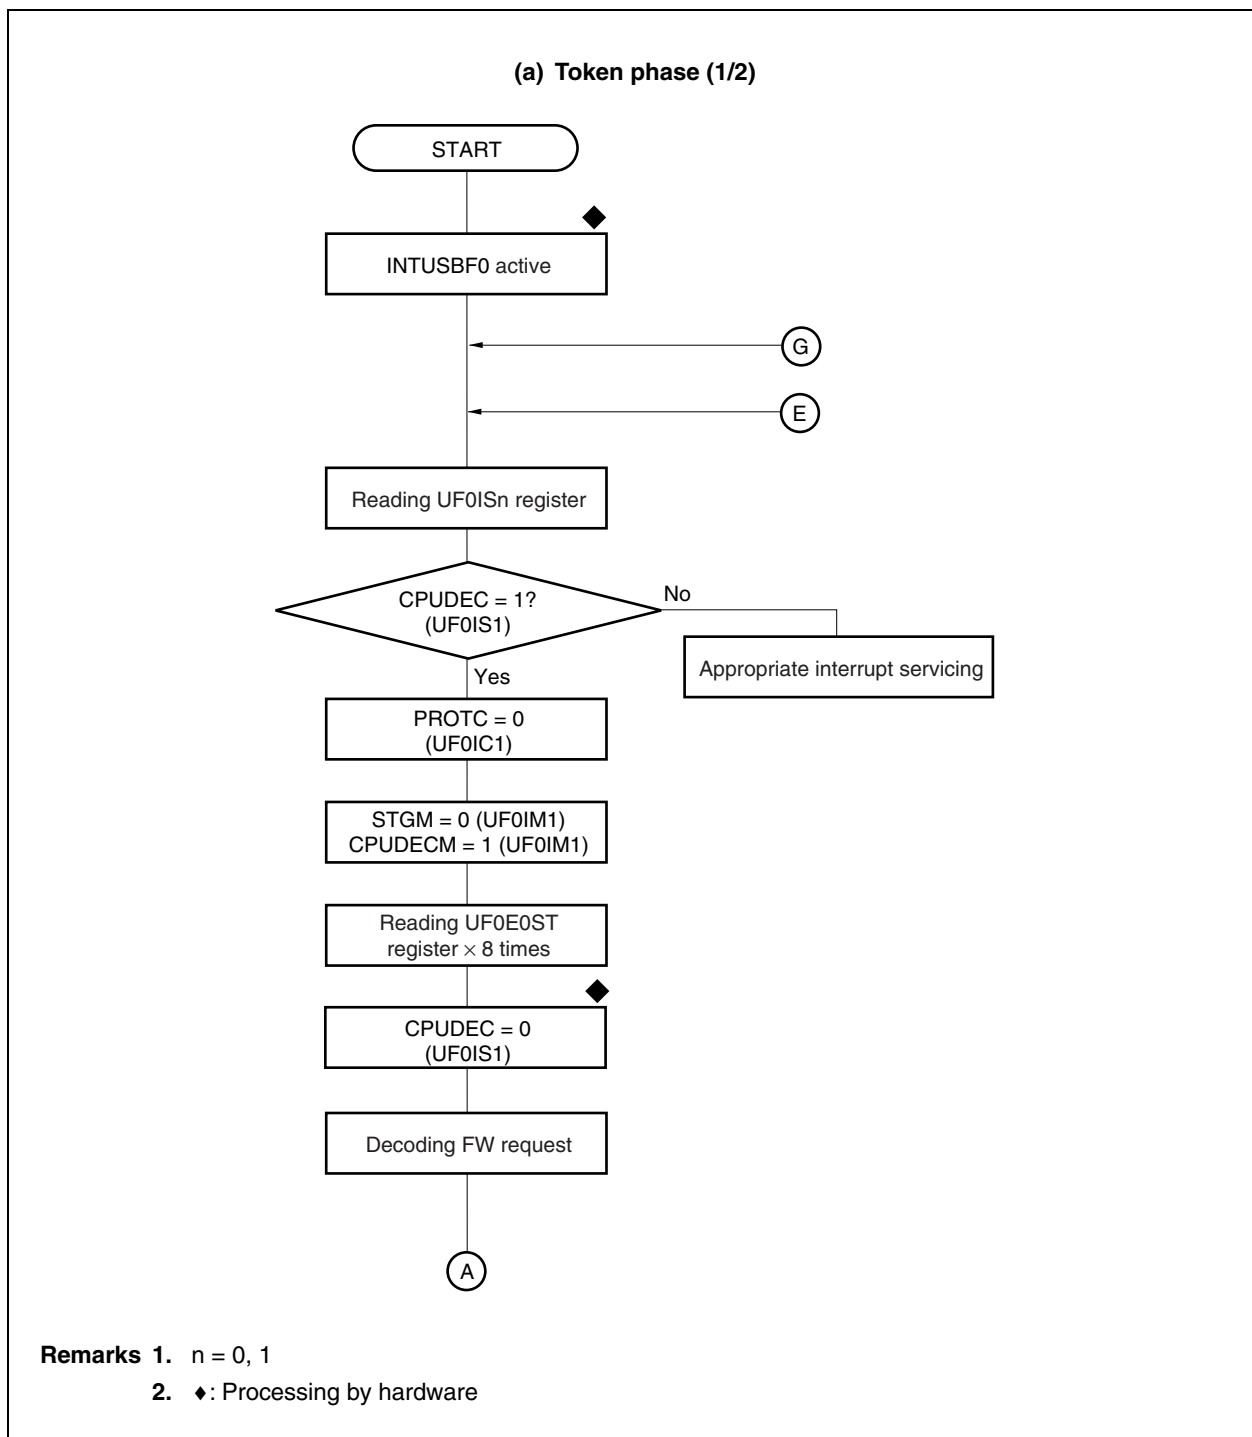 (a) Token phase (1/2)
START
◆
INTUSBF0 active
G
E
Reading UF0ISn register
CPUDEC = 1?
(UF0IS1)
No
Appropriate interrupt servicing
Yes
PROTC = 0
(UF0IC1)
STGM = 0 (UF0IM1)
CPUDECM = 1 (UF0IM1)
Reading UF0E0ST
register × 8 times
◆
CPUDEC = 0
(UF0IS1)
Decoding FW request
A
Remarks 1. n = 0, 1
2. ♦: Processing by hardware